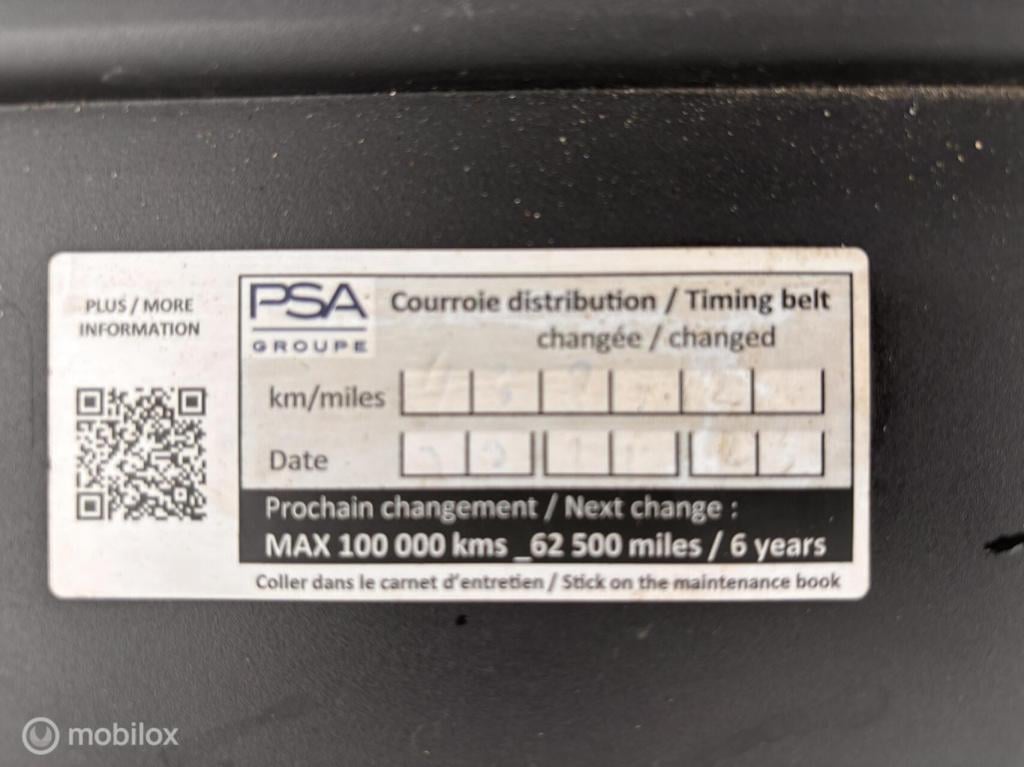 PLUS / MORE
INFORMATION
PSA
GROUPE
Courroie distribution / Timing belt
changée / changed
km/miles
Date
Prochain changement / Next change :
MAX 100 000 kms _62 500 miles / 6 years
Coller dans le carnet d'entretien / Stick on the maintenance book
mobilox